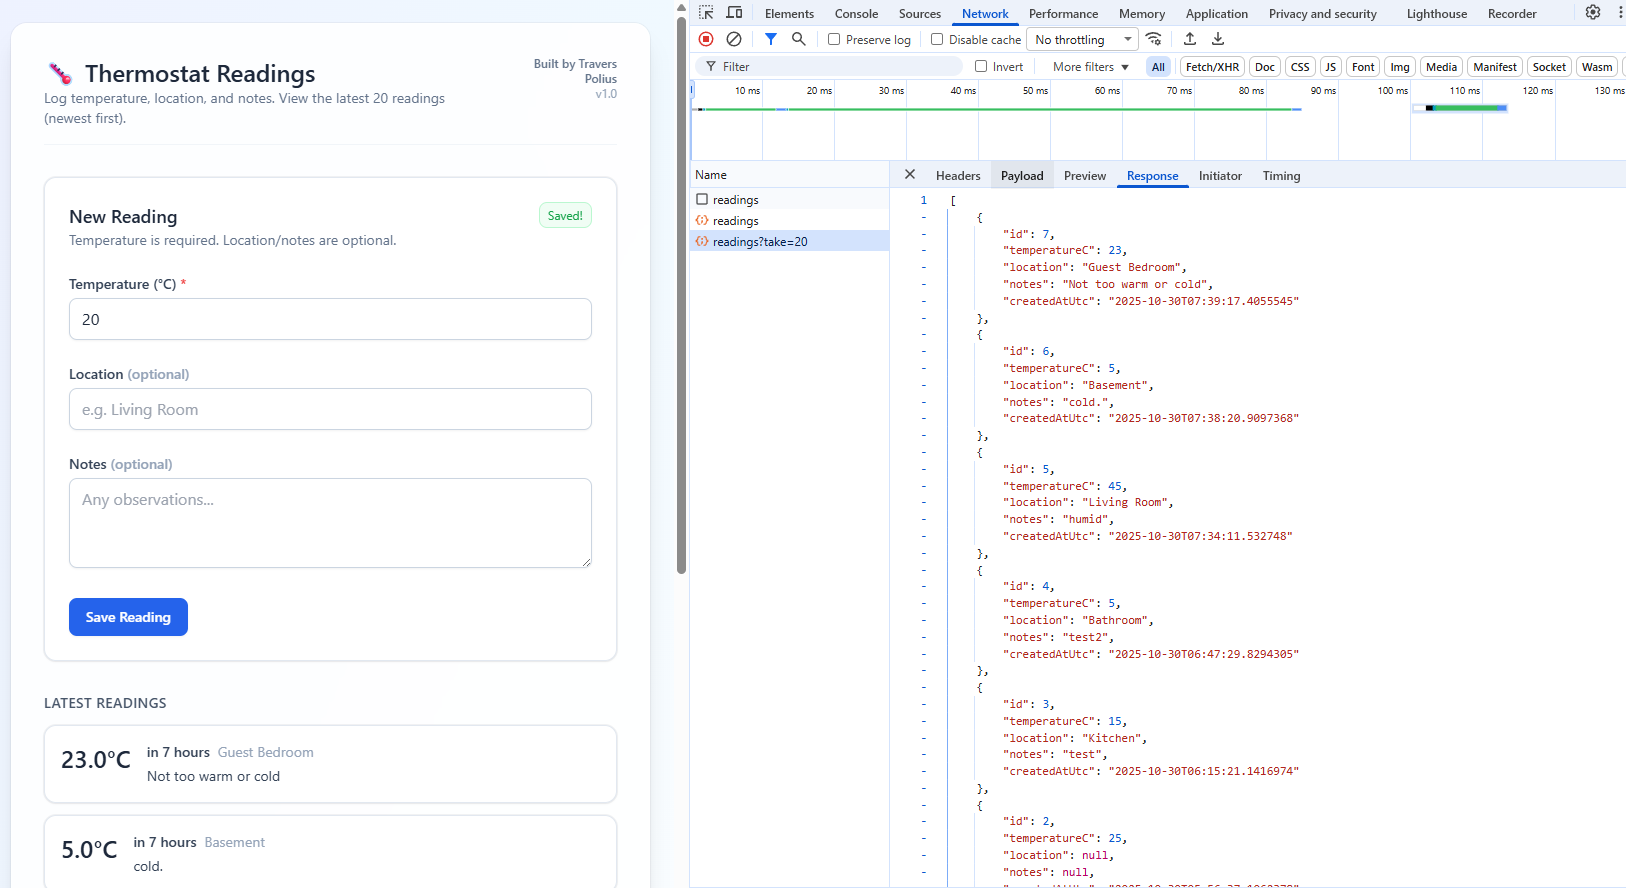 Thermostat Readings
Log temperature, location, and notes. View the latest 20 readings
(newest first).
Built by Travers
Polius
v1.0
New Reading
Saved!
Temperature is required. Location/notes are optional.
Temperature (°C) *
20
Location (optional)
e.g. Living Room
Notes (optional)
Any observations...
Save Reading
LATEST READINGS
23.0°C in 7 hours Guest Bedroom
Not too warm or cold
5.0°C in 7 hours Basement
cold.
Elements Console Sources Network Performance Memory Application Privacy and security Lighthouse Recorder
Preserve log Disable cache No throttling
Filter Invert More filters All Fetch/XHR Doc CSS JS Font Img Media Manifest Socket Wasm
10 ms 20 ms 30 ms 40 ms 50 ms 60 ms 70 ms 80 ms 90 ms 100 ms 110 ms 120 ms 130 ms
Name
readings
readings
readings?take=20
Headers Payload Preview Response Initiator Timing
1 [
- {
- "id": 7,
- "temperatureC": 23,
- "location": "Guest Bedroom",
- "notes": "Not too warm or cold",
- "createdAtUtc": "2025-10-30T07:39:17.4055545"
- },
- {
- "id": 6,
- "temperatureC": 5,
- "location": "Basement",
- "notes": "cold.",
- "createdAtUtc": "2025-10-30T07:38:20.9097368"
- },
- {
- "id": 5,
- "temperatureC": 45,
- "location": "Living Room",
- "notes": "humid",
- "createdAtUtc": "2025-10-30T07:34:11.532748"
- },
- {
- "id": 4,
- "temperatureC": 5,
- "location": "Bathroom",
- "notes": "test2",
- "createdAtUtc": "2025-10-30T06:47:29.8294305"
- },
- {
- "id": 3,
- "temperatureC": 15,
- "location": "Kitchen",
- "notes": "test",
- "createdAtUtc": "2025-10-30T06:15:21.1416974"
- },
- {
- "id": 2,
- "temperatureC": 25,
- "location": null,
- "notes": null,